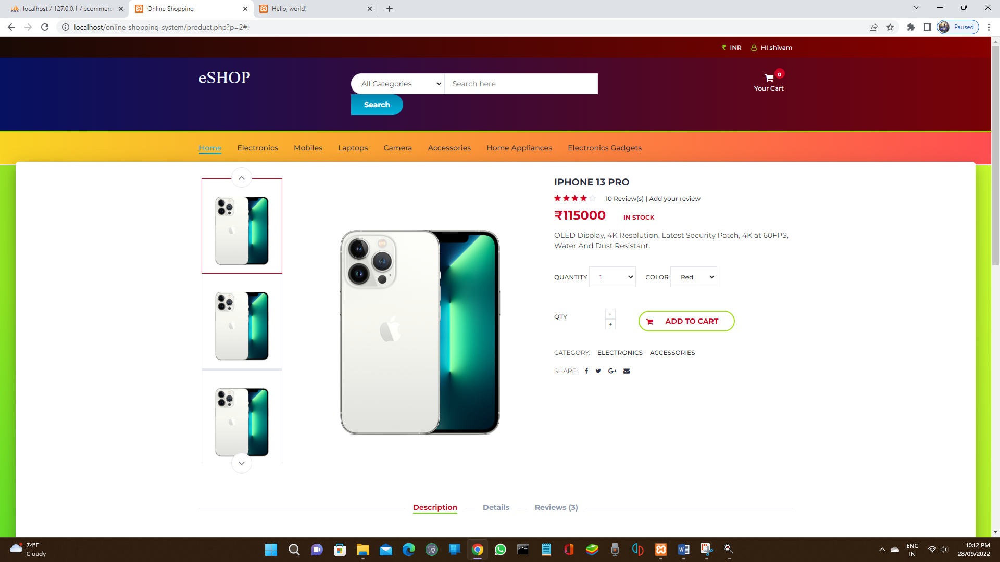 localhost / 127.0.0.1 / ecommerc
Online Shopping
Hello, world!
localhost/online-shopping-system/product.php?p=2#!
Paused
₹ INR
HI shivam
eSHOP
All Categories
Search here
Search
0
Your Cart
Home
Electronics
Mobiles
Laptops
Camera
Accessories
Home Appliances
Electronics Gadgets
IPHONE 13 PRO
10 Review(s) | Add your review
₹115000
IN STOCK
OLED Display, 4K Resolution, Latest Security Patch, 4K at 60FPS,
Water And Dust Resistant.
QUANTITY
1
COLOR
Red
QTY
-
+
ADD TO CART
CATEGORY:
ELECTRONICS
ACCESSORIES
SHARE:
Description
Details
Reviews (3)
74°F
Cloudy
ENG
IN
10:12 PM
28/09/2022